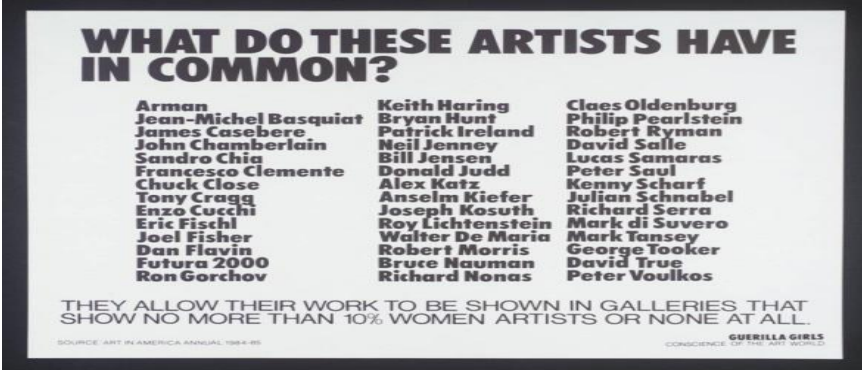 WHAT DO THESE ARTISTS HAVE
IN COMMON?
Arman
Jean-Michel Basquiat
James Casebere
John Chamberlain
Sandro Chia
Francesco Clemente
Chuck Close
Tony Cragg
Enzo Cucchi
Eric Fischl
Joel Fisher
Dan Flavin
Futura 2000
Ron Gorchov
Keith Haring
Bryan Hunt
Patrick Ireland
Neil Jenney
Bill Jensen
Donald Judd
Alex Katz
Anselm Kiefer
Joseph Kosuth
Roy Lichtenstein
Walter De Maria
Robert Morris
Bruce Nauman
Richard Nonas
Claes Oldenburg
Philip Pearlstein
Robert Ryman
David Salle
Lucas Samaras
Peter Saul
Kenny Scharf
Julian Schnabel
Richard Serra
Mark di Suvero
Mark Tansey
George Tooker
David True
Peter Voulkos
THEY ALLOW THEIR WORK TO BE SHOWN IN GALLERIES THAT
SHOW NO MORE THAN 10% WOMEN ARTISTS OR NONE AT ALL.
SOURCE: ART IN AMERICA ANNUAL 1984-85
GUERILLA GIRLS
CONSCIENCE OF THE ART WORLD